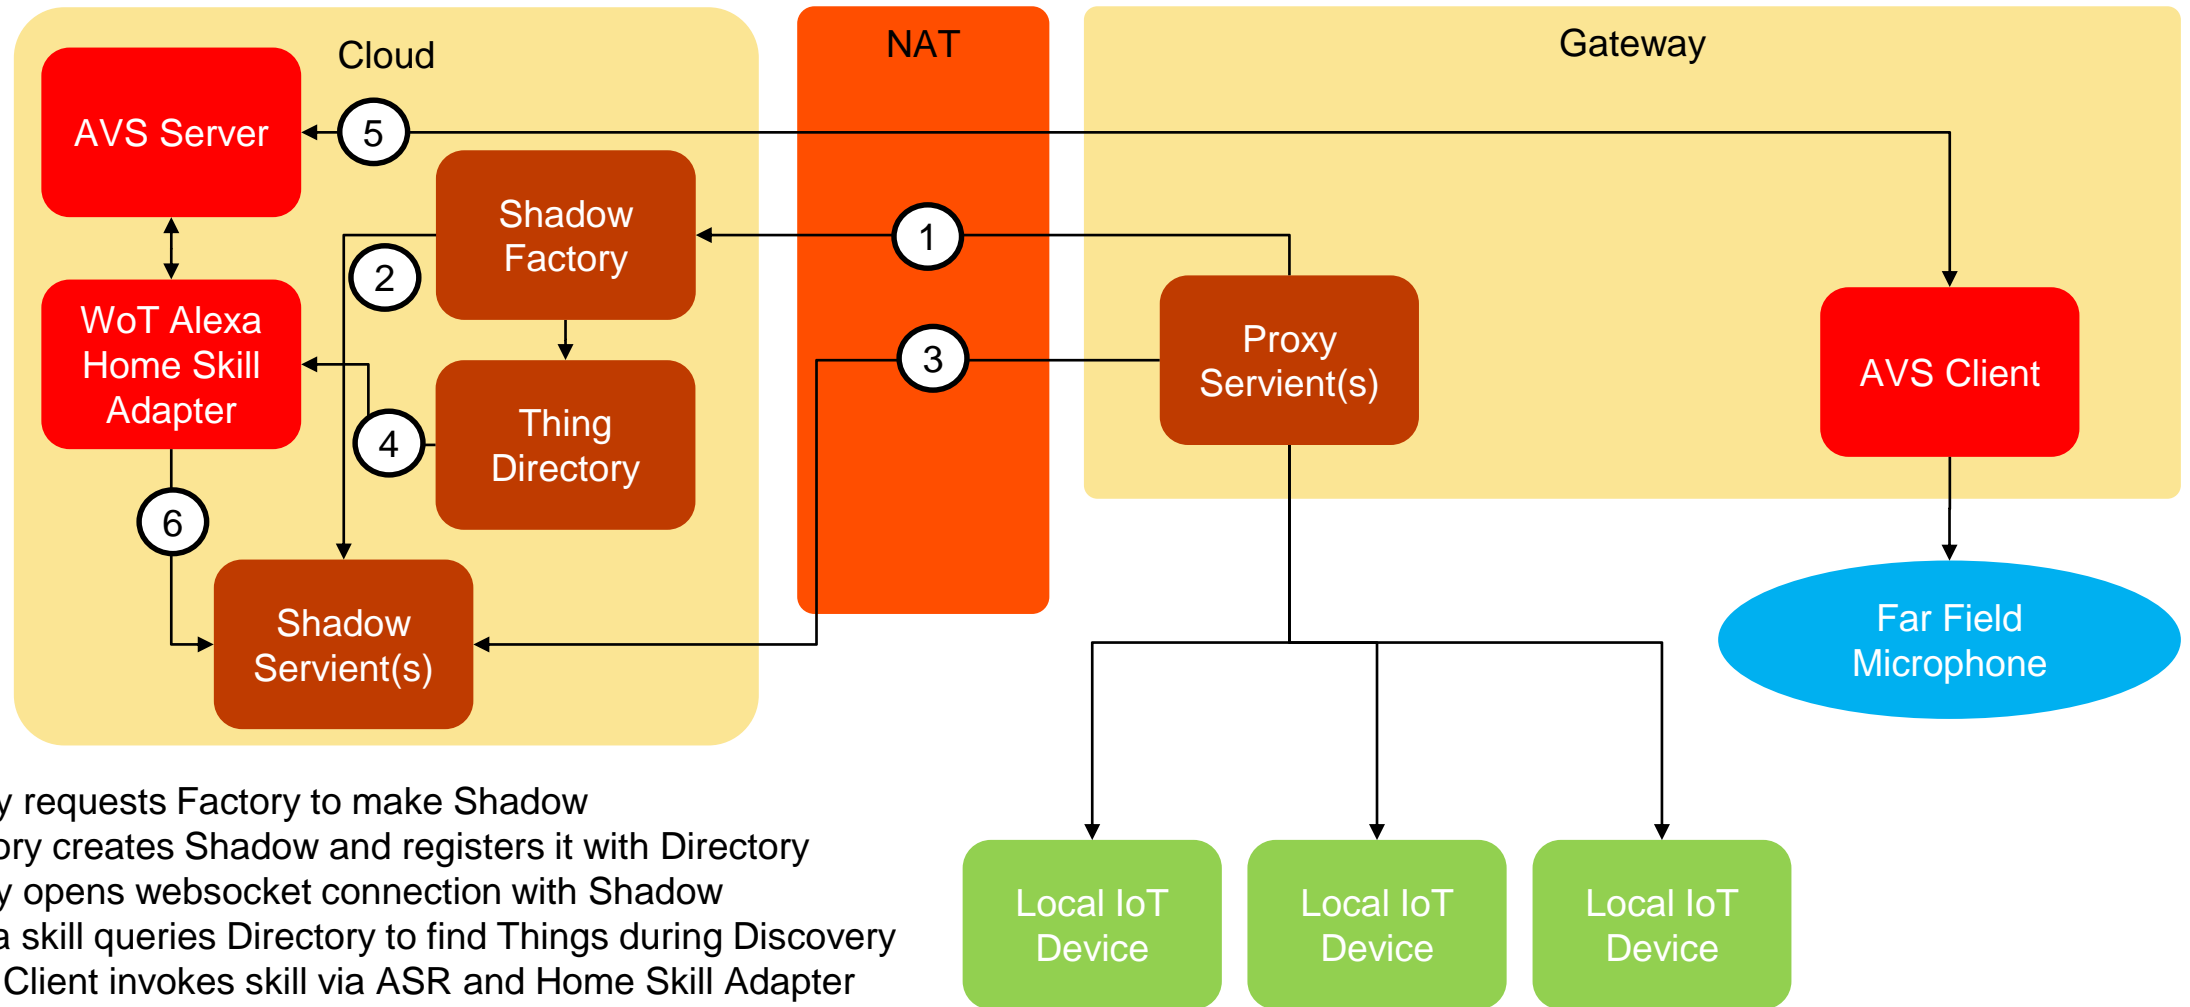 Cloud
NAT
Gateway
AVS Server
5
Shadow
Factory
1
2
WoT Alexa
Home Skill
Adapter
3
Proxy
Servient(s)
AVS Client
Thing
Directory
4
6
Shadow
Servient(s)
Far Field
Microphone
y requests Factory to make Shadow
ory creates Shadow and registers it with Directory
y opens websocket connection with Shadow
a skill queries Directory to find Things during Discovery
Client invokes skill via ASR and Home Skill Adapter
Local IoT
Device
Local IoT
Device
Local IoT
Device